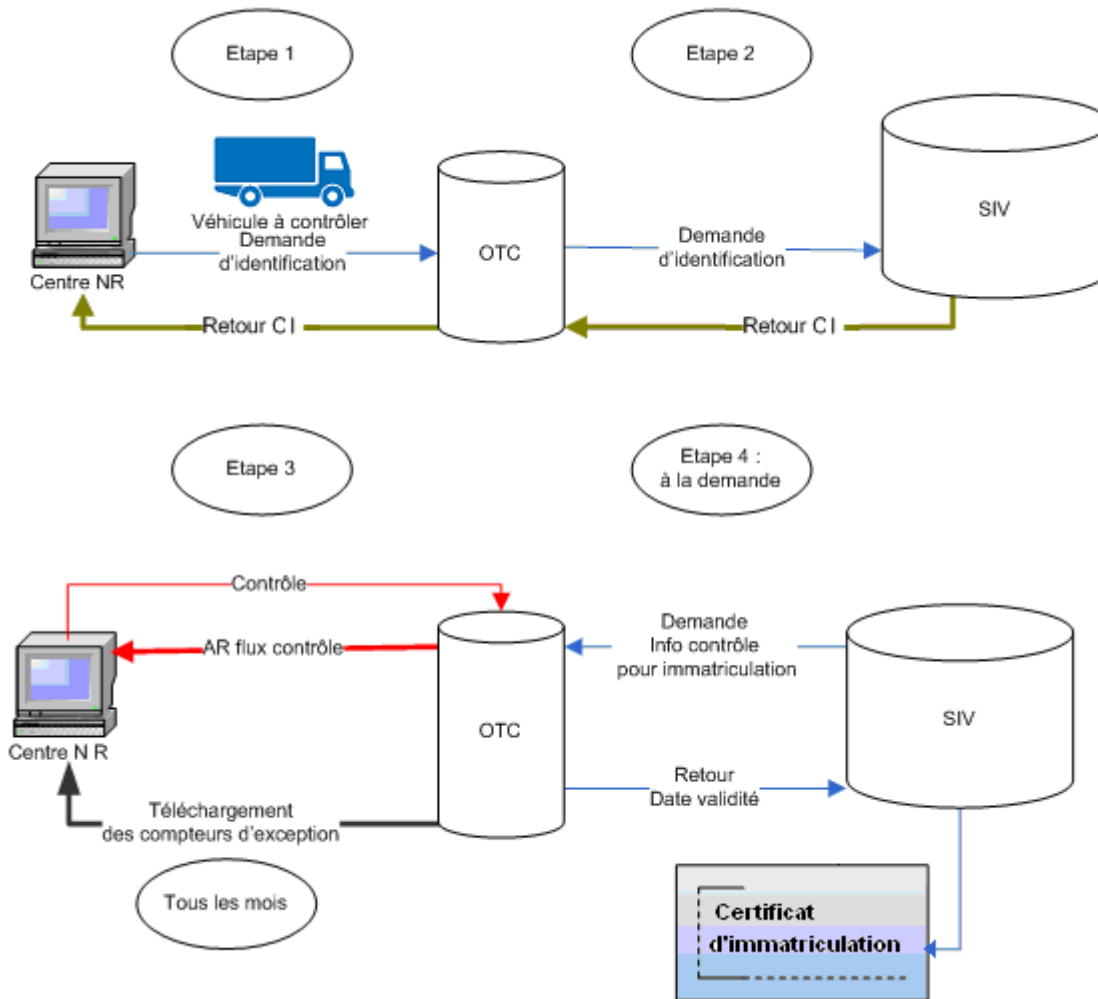 Etape 1
Etape 2
Véhicule à contrôler
Demande
d'identification
Centre NR
OTC
Demande
d'identification
SIV
Retour CI
Retour CI
Etape 3
Etape 4 :
à la demande
Contrôle
AR flux contrôle
Centre N R
OTC
Demande
Info contrôle
pour immatriculation
SIV
Retour
Date validité
Téléchargement
des compteurs d'exception
Tous les mois
Certificat
d'immatriculation